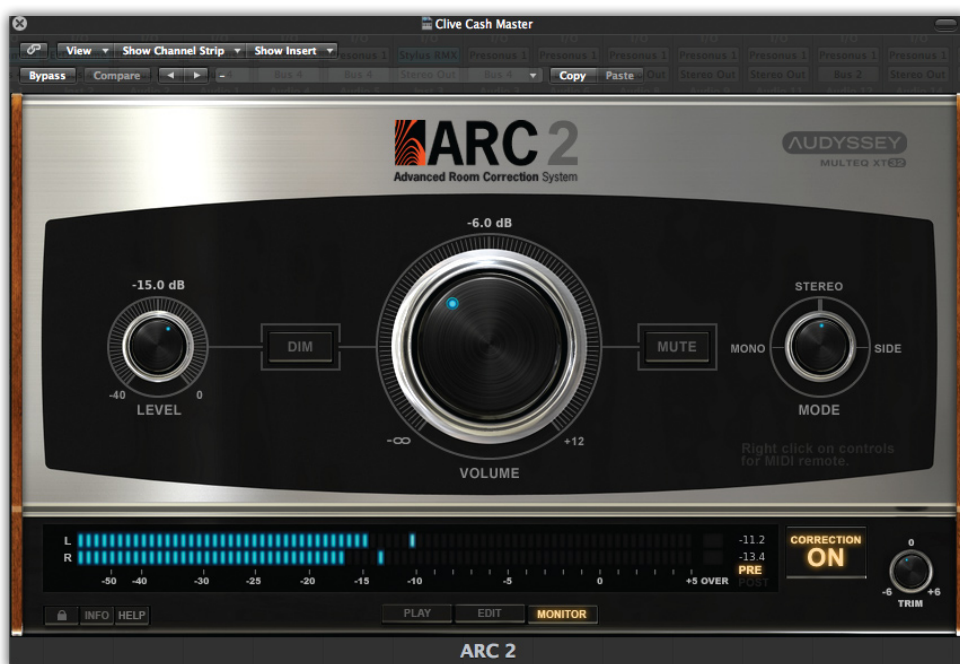 Clive Cash Master
View Show Channel Strip Show Insert
Stylus RMX
Bypass Compare - Copy Paste
ARC 2
Advanced Room Correction System
AUDYSSEY
MULTEQ XT32
-6.0 dB
-15.0 dB
STEREO
DIM
MUTE
MONO
SIDE
-40 0
LEVEL
MODE
-∞ +12
VOLUME
Right click on controls
for MIDI remote.
L
R
-11.2
-13.4
PRE
POST
-50 -40 -30 -25 -20 -15 -10 -5 0 +5 OVER
CORRECTION
ON
0
-6 +6
TRIM
INFO HELP
PLAY EDIT MONITOR
ARC 2